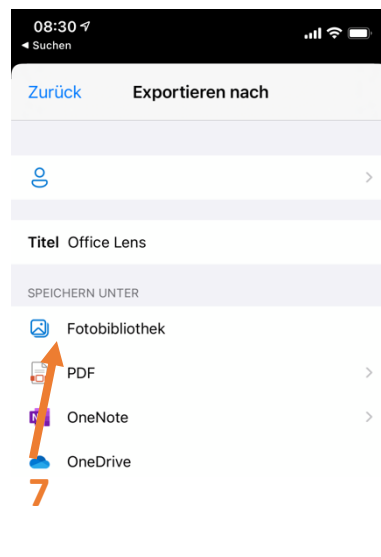 08:30
◀ Suchen
Zurück Exportieren nach
Titel Office Lens
SPEICHERN UNTER
Fotobibliothek
PDF
OneNote
OneDrive
7